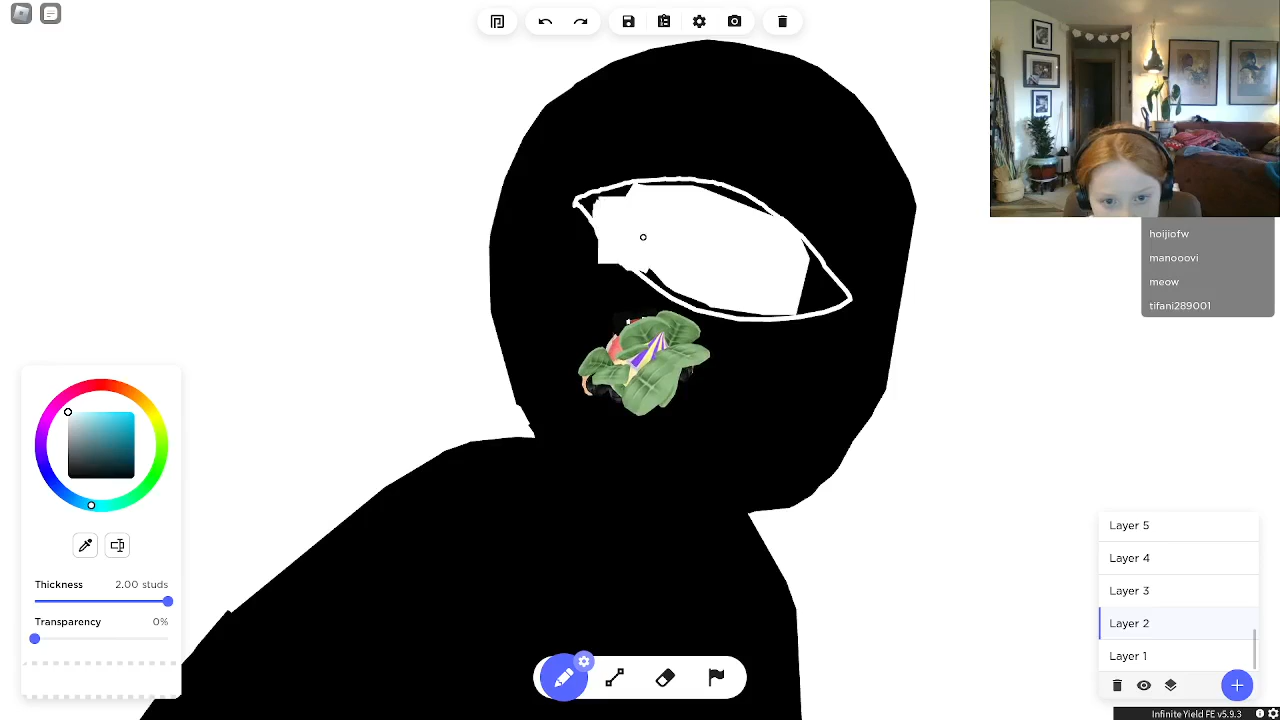 hoijiofw
manooovi
meow
tifani289001
Thickness 2.00 studs
Transparency 0%
Layer 5
Layer 4
Layer 3
Layer 2
Layer 1
Infinite Yield FE v5.9.3